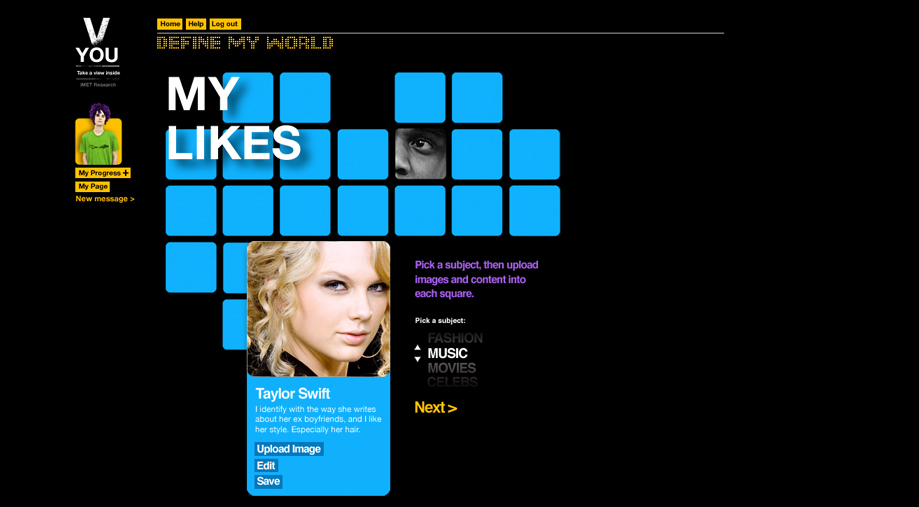 Home Help Log out
DEFINE MY WORLD
V
YOU
Take a view inside
IMET Research
My Progress +
My Page
New message >
MY
LIKES
Pick a subject, then upload
images and content into
each square.
Pick a subject:
FASHION
MUSIC
MOVIES
CELEBS
Next >
Taylor Swift
I identify with the way she writes
about her ex boyfriends, and I like
her style. Especially her hair.
Upload Image
Edit
Save